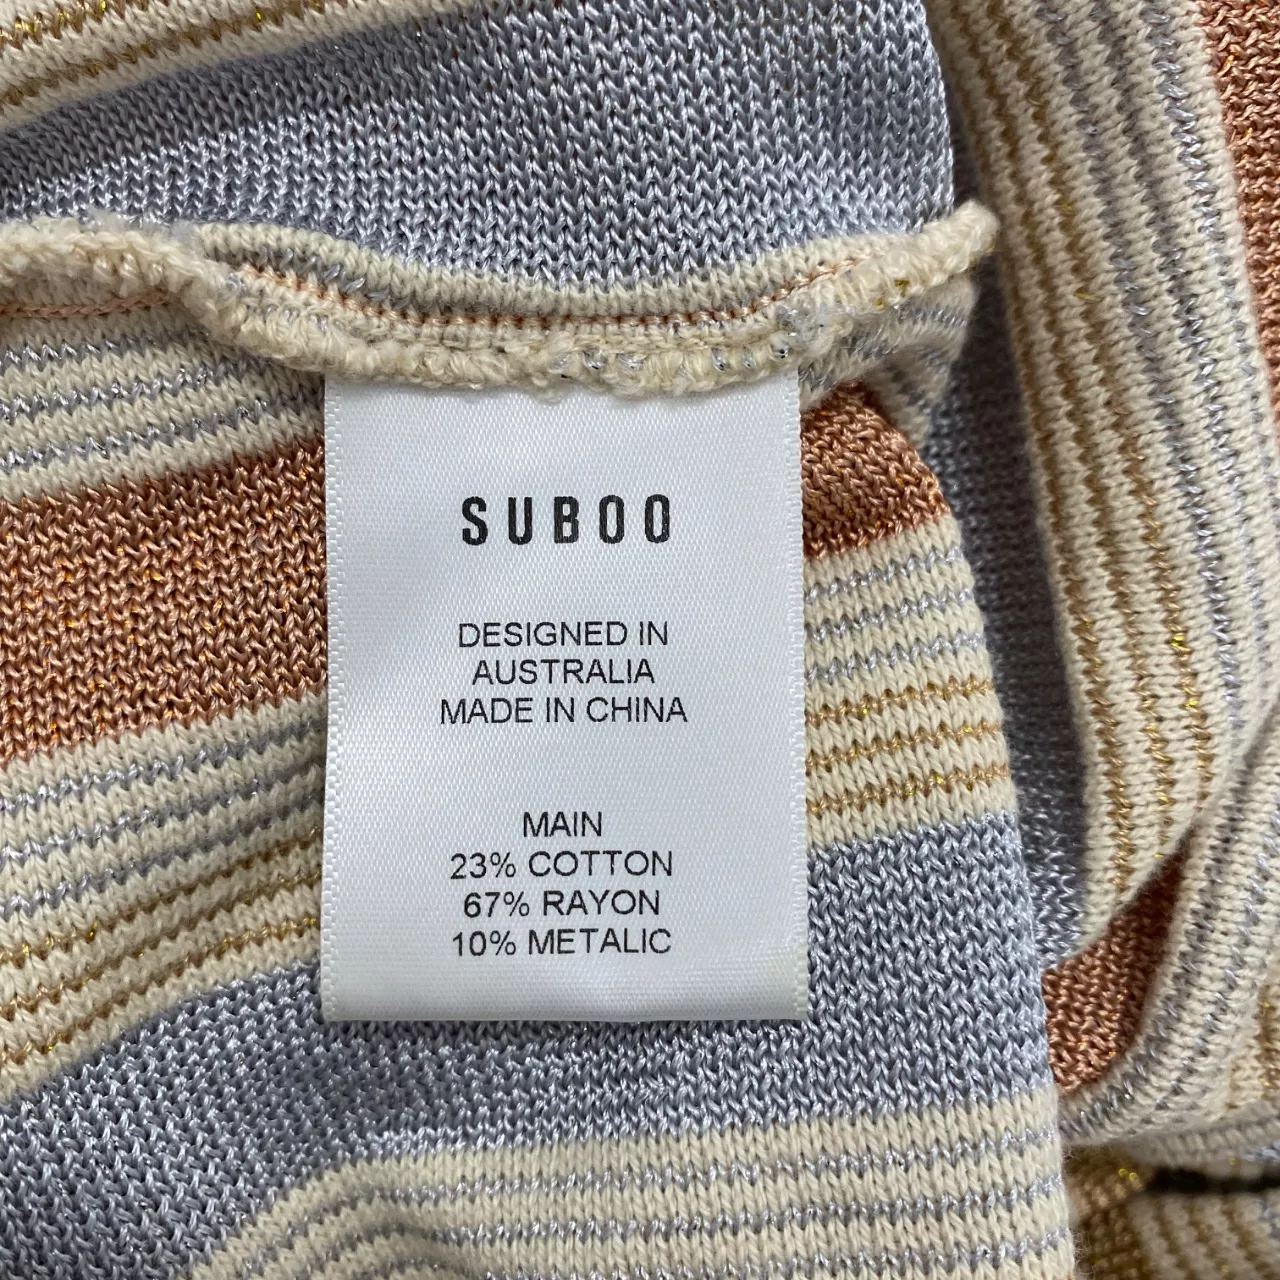 SUBOO
DESIGNED IN
AUSTRALIA
MADE IN CHINA
MAIN
23% COTTON
67% RAYON
10% METALIC